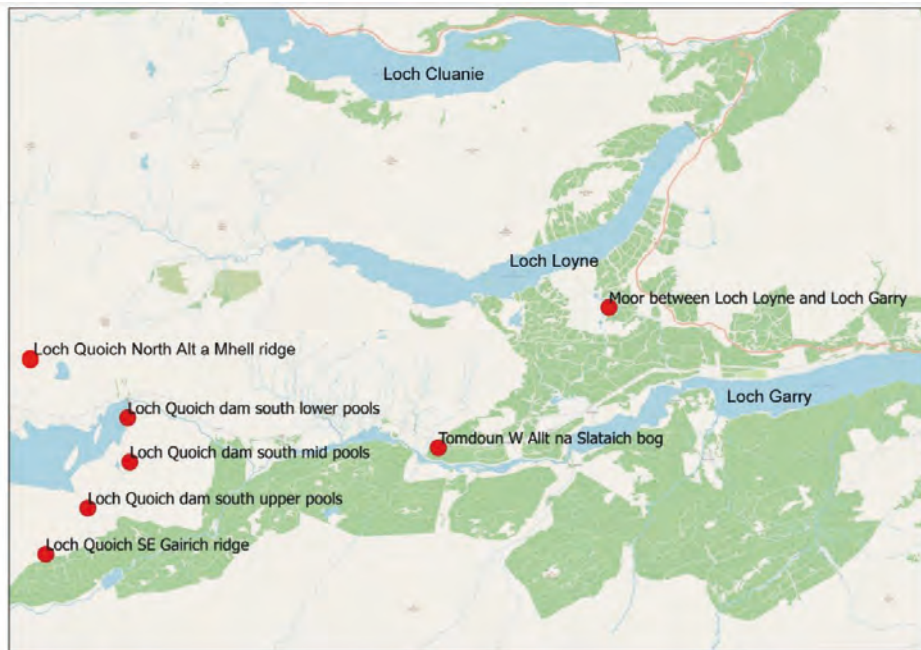 Loch Cluanie
Loch Loyne
Moor between Loch Loyne and Loch Garry
Loch Quoich North Alt a Mhell ridge
Loch Garry
Loch Quoich dam south lower pools
Tomdoun W Allt na Slataich bog
Loch Quoich dam south mid pools
Loch Quoich dam south upper pools
Loch Quoich SE Gairich ridge